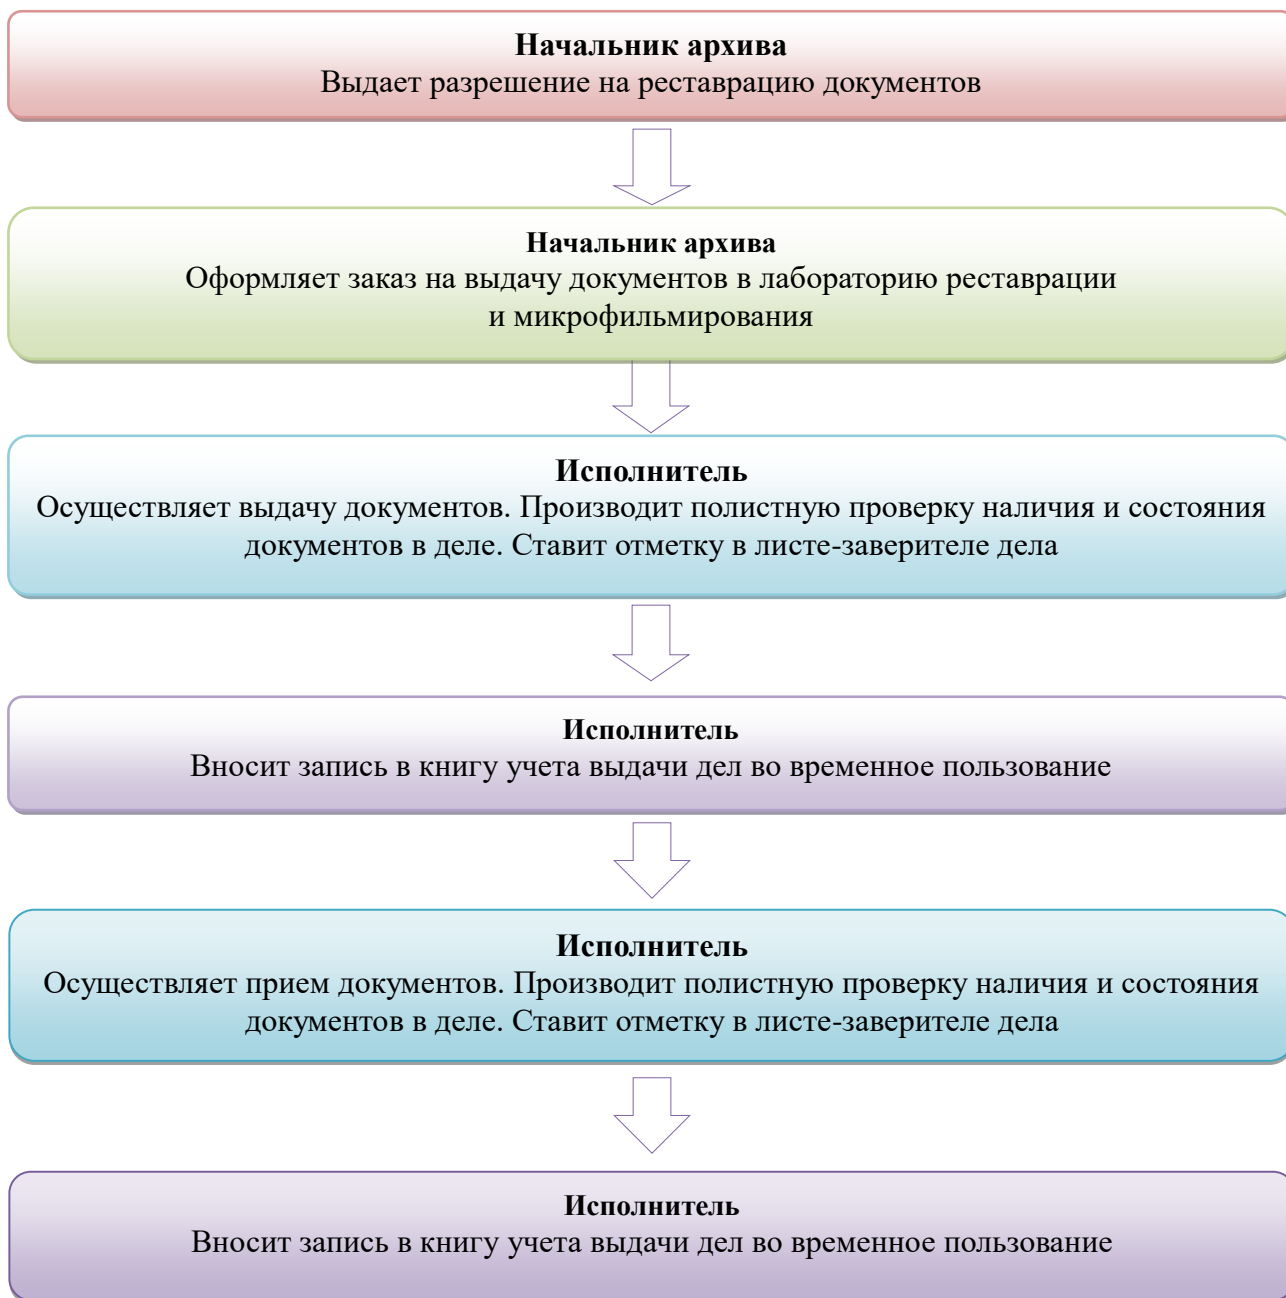 Начальник архива
Выдает разрешение на реставрацию документов
Начальник архива
Оформляет заказ на выдачу документов в лабораторию реставрации
и микрофильмирования
Исполнитель
Осуществляет выдачу документов. Производит полистную проверку наличия и состояния
документов в деле. Ставит отметку в листе-заверителе дела
Исполнитель
Вносит запись в книгу учета выдачи дел во временное пользование
Исполнитель
Осуществляет прием документов. Производит полистную проверку наличия и состояния
документов в деле. Ставит отметку в листе-заверителе дела
Исполнитель
Вносит запись в книгу учета выдачи дел во временное пользование